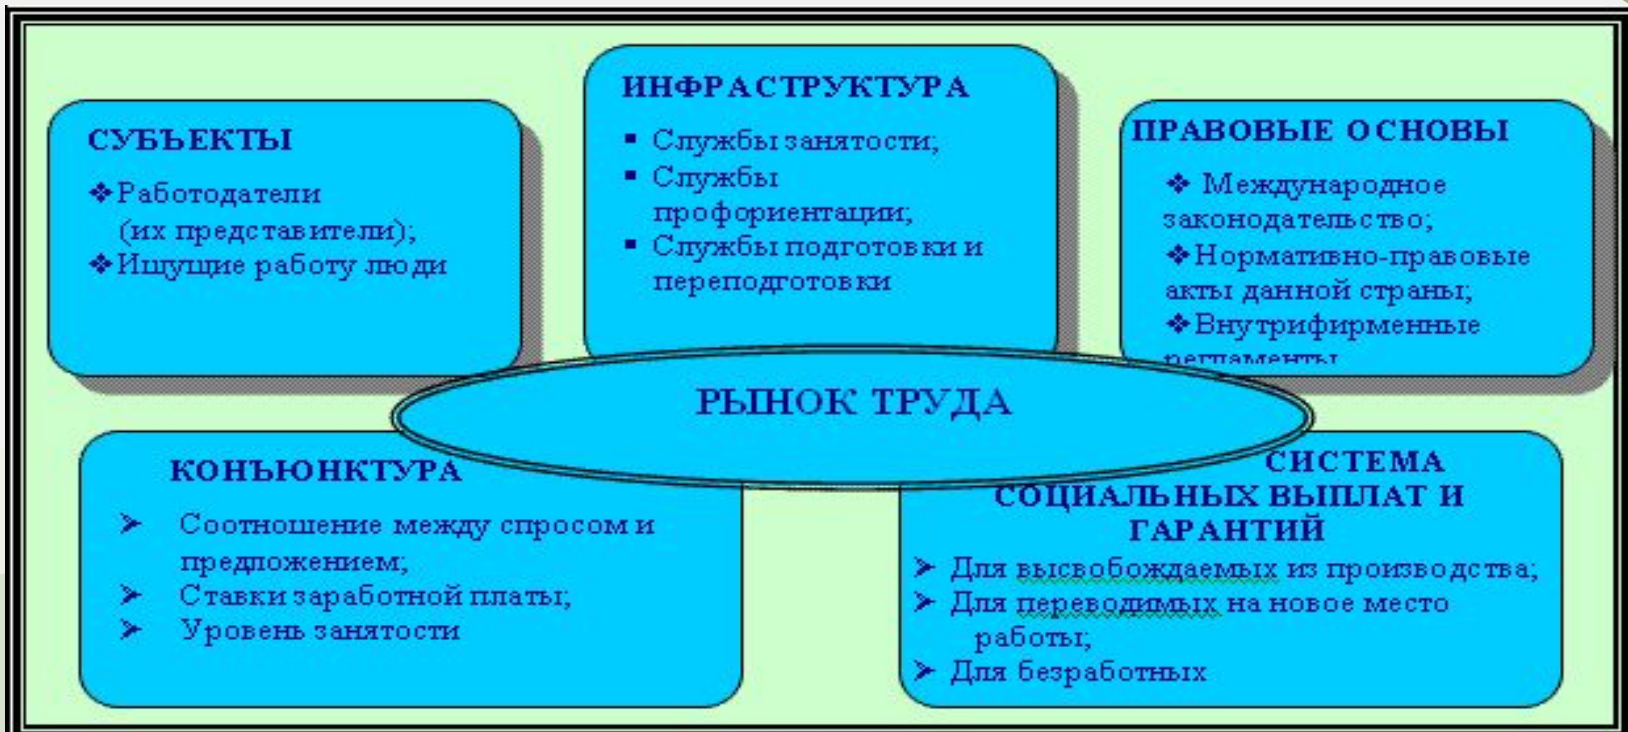 СУБЪЕКТЫ
❖Работодатели
(их представители);
❖Ищущие работу люди
ИНФРАСТРУКТУРА
▪ Службы занятости;
▪ Службы
профориентации;
▪ Службы подготовки и
переподготовки
ПРАВОВЫЕ ОСНОВЫ
❖ Международное
законодательство;
❖Нормативно-правовые
акты данной страны;
❖Внутрифирменные
регламенты
РЫНОК ТРУДА
КОНЪЮНКТУРА
➢ Соотношение между спросом и
предложением;
➢ Ставки заработной платы;
➢ Уровень занятости
СИСТЕМА
СОЦИАЛЬНЫХ ВЫПЛАТ И
ГАРАНТИЙ
➢ Для высвобождаемых из производства;
➢ Для переводимых на новое место
работы;
➢ Для безработных